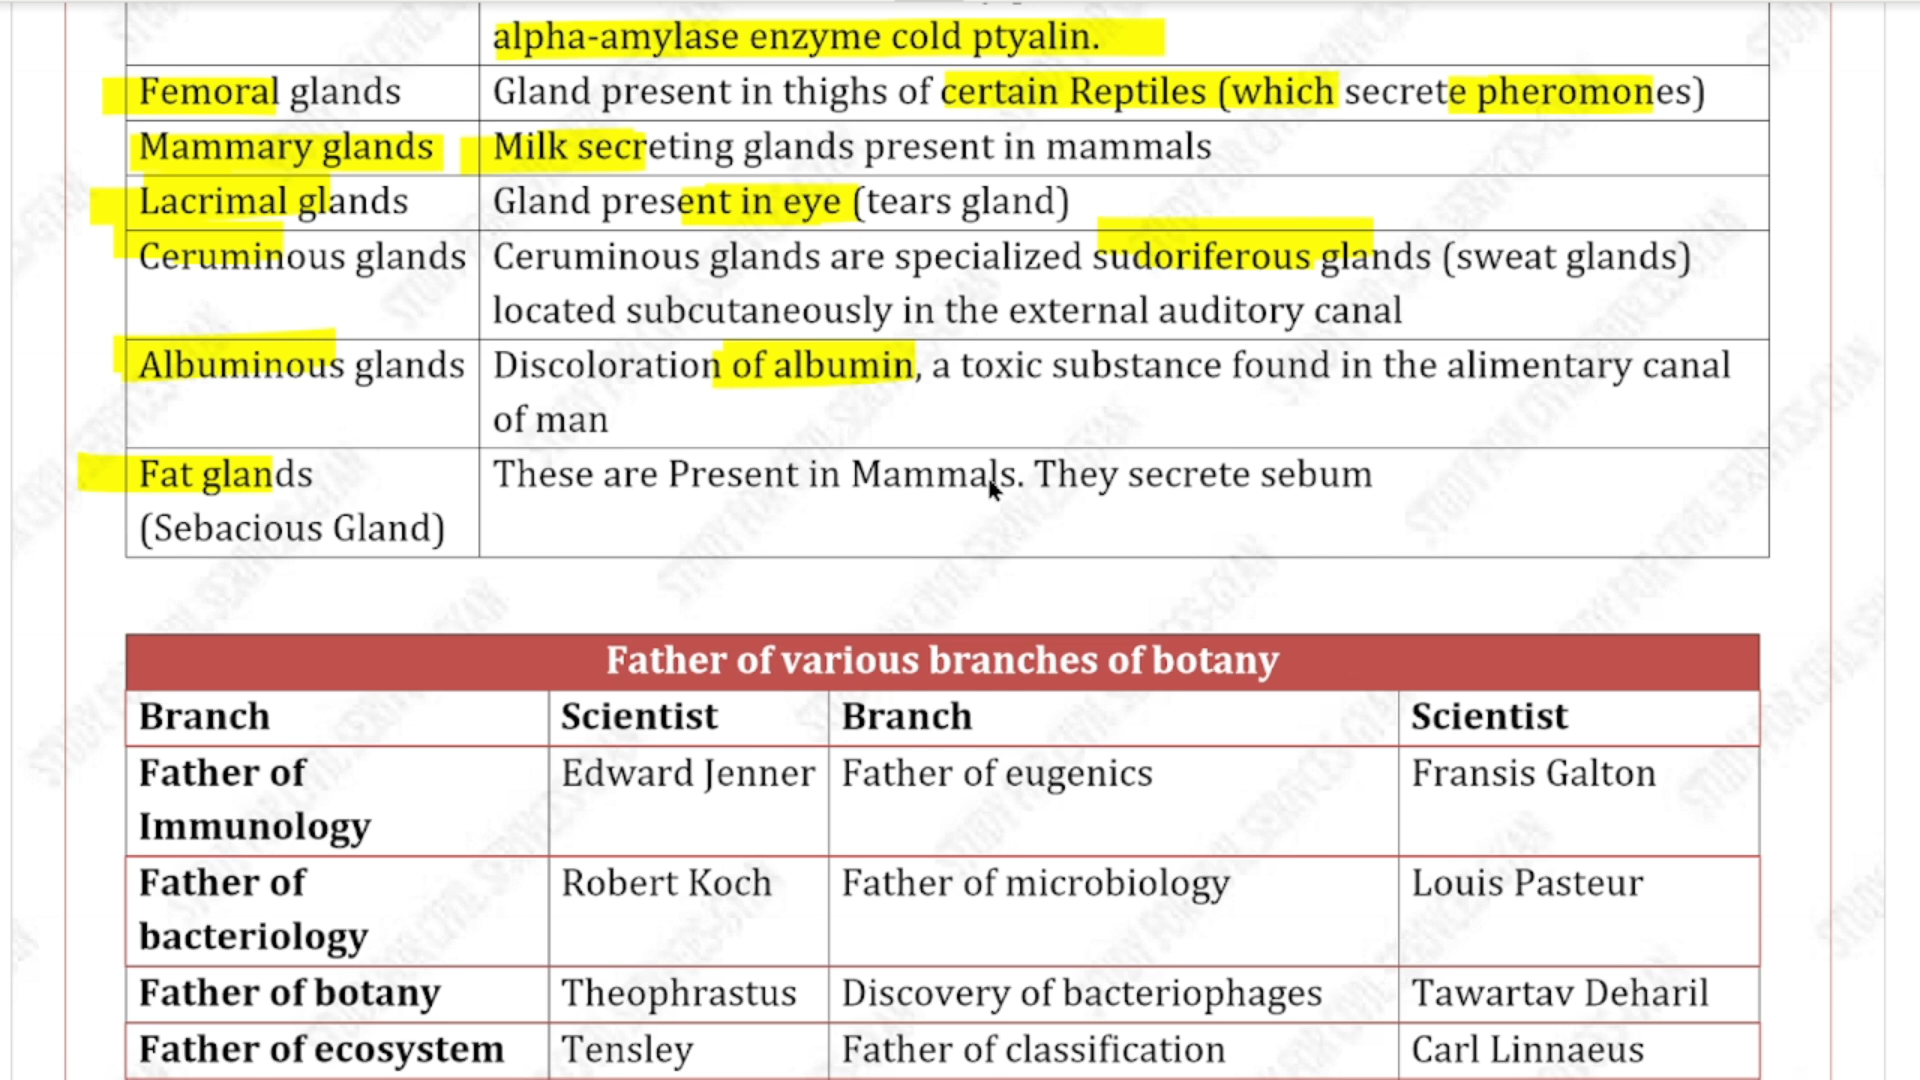 alpha-amylase enzyme cold ptyalin.
Femoral glands Gland present in thighs of certain Reptiles (which secrete pheromones)
Mammary glands Milk secreting glands present in mammals
Lacrimal glands Gland present in eye (tears gland)
Ceruminous glands Ceruminous glands are specialized sudoriferous glands (sweat glands)
located subcutaneously in the external auditory canal
Albuminous glands Discoloration of albumin, a toxic substance found in the alimentary canal
of man
Fat glands These are Present in Mammals. They secrete sebum
(Sebacious Gland)
Father of various branches of botany
Branch Scientist Branch Scientist
Father of Edward Jenner Father of eugenics Fransis Galton
Immunology
Father of Robert Koch Father of microbiology Louis Pasteur
bacteriology
Father of botany Theophrastus Discovery of bacteriophages Tawartav Deharil
Father of ecosystem Tensley Father of classification Carl Linnaeus